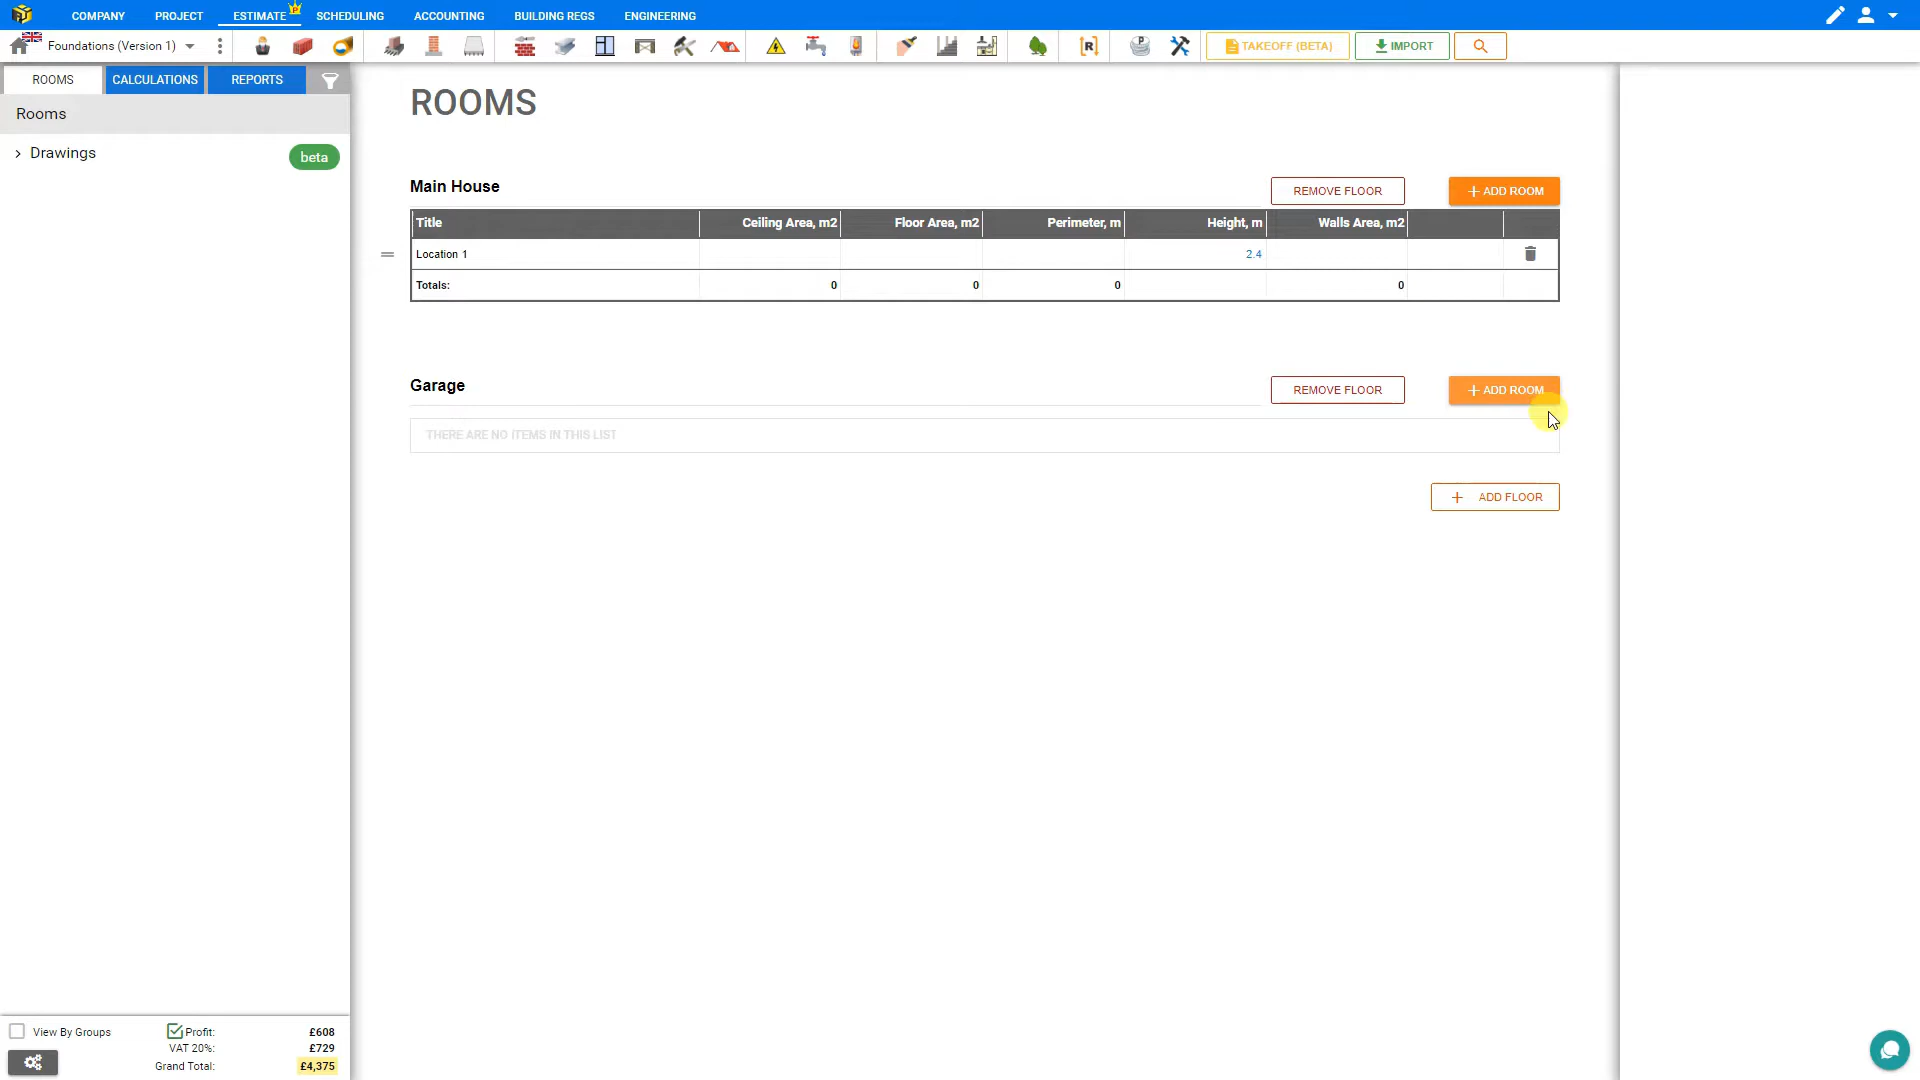 COMPANY PROJECT ESTIMATE P SCHEDULING ACCOUNTING BUILDING REGS ENGINEERING
Foundations (Version 1) [R] P TAKEOFF (BETA) IMPORT
ROOMS CALCULATIONS REPORTS
Rooms
Drawings beta
ROOMS
Main House REMOVE FLOOR + ADD ROOM
Title Ceiling Area, m2 Floor Area, m2 Perimeter, m Height, m Walls Area, m2
Location 1 2.4
Totals: 0 0 0 0
Garage REMOVE FLOOR + ADD ROOM
THERE ARE NO ITEMS IN THIS LIST
+ ADD FLOOR
View By Groups Profit: £608
VAT 20%: £729
Grand Total: £4,375